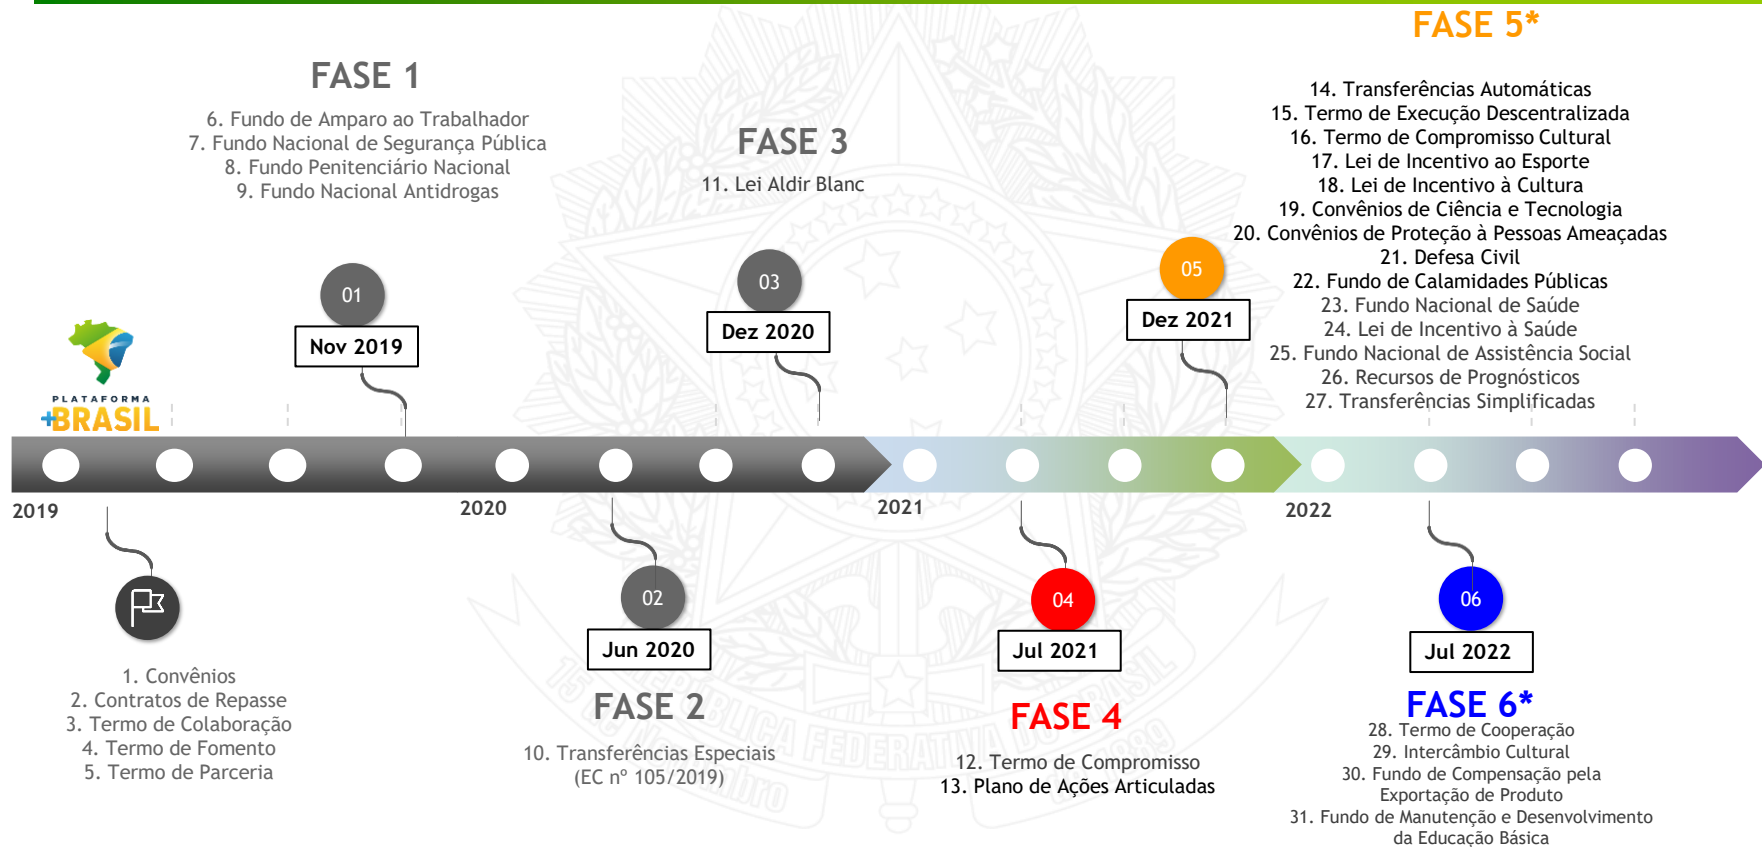 FASE 5*
FASE 1
6. Fundo de Amparo ao Trabalhador
7. Fundo Nacional de Segurança Pública
8. Fundo Penitenciário Nacional
9. Fundo Nacional Antidrogas
FASE 3
11. Lei Aldir Blanc
14. Transferências Automáticas
15. Termo de Execução Descentralizada
16. Termo de Compromisso Cultural
17. Lei de Incentivo ao Esporte
18. Lei de Incentivo à Cultura
19. Convênios de Ciência e Tecnologia
20. Convênios de Proteção à Pessoas Ameaçadas
21. Defesa Civil
22. Fundo de Calamidades Públicas
23. Fundo Nacional de Saúde
24. Lei de Incentivo à Saúde
25. Fundo Nacional de Assistência Social
26. Recursos de Prognósticos
27. Transferências Simplificadas
01
Nov 2019
03
Dez 2020
05
Dez 2021
PLATAFORMA
+BRASIL
2019
2020
2021
2022
1. Convênios
2. Contratos de Repasse
3. Termo de Colaboração
4. Termo de Fomento
5. Termo de Parceria
02
Jun 2020
FASE 2
10. Transferências Especiais
(EC nº 105/2019)
04
Jul 2021
FASE 4
12. Termo de Compromisso
13. Plano de Ações Articuladas
06
Jul 2022
FASE 6*
28. Termo de Cooperação
29. Intercâmbio Cultural
30. Fundo de Compensação pela
Exportação de Produto
31. Fundo de Manutenção e Desenvolvimento
da Educação Básica